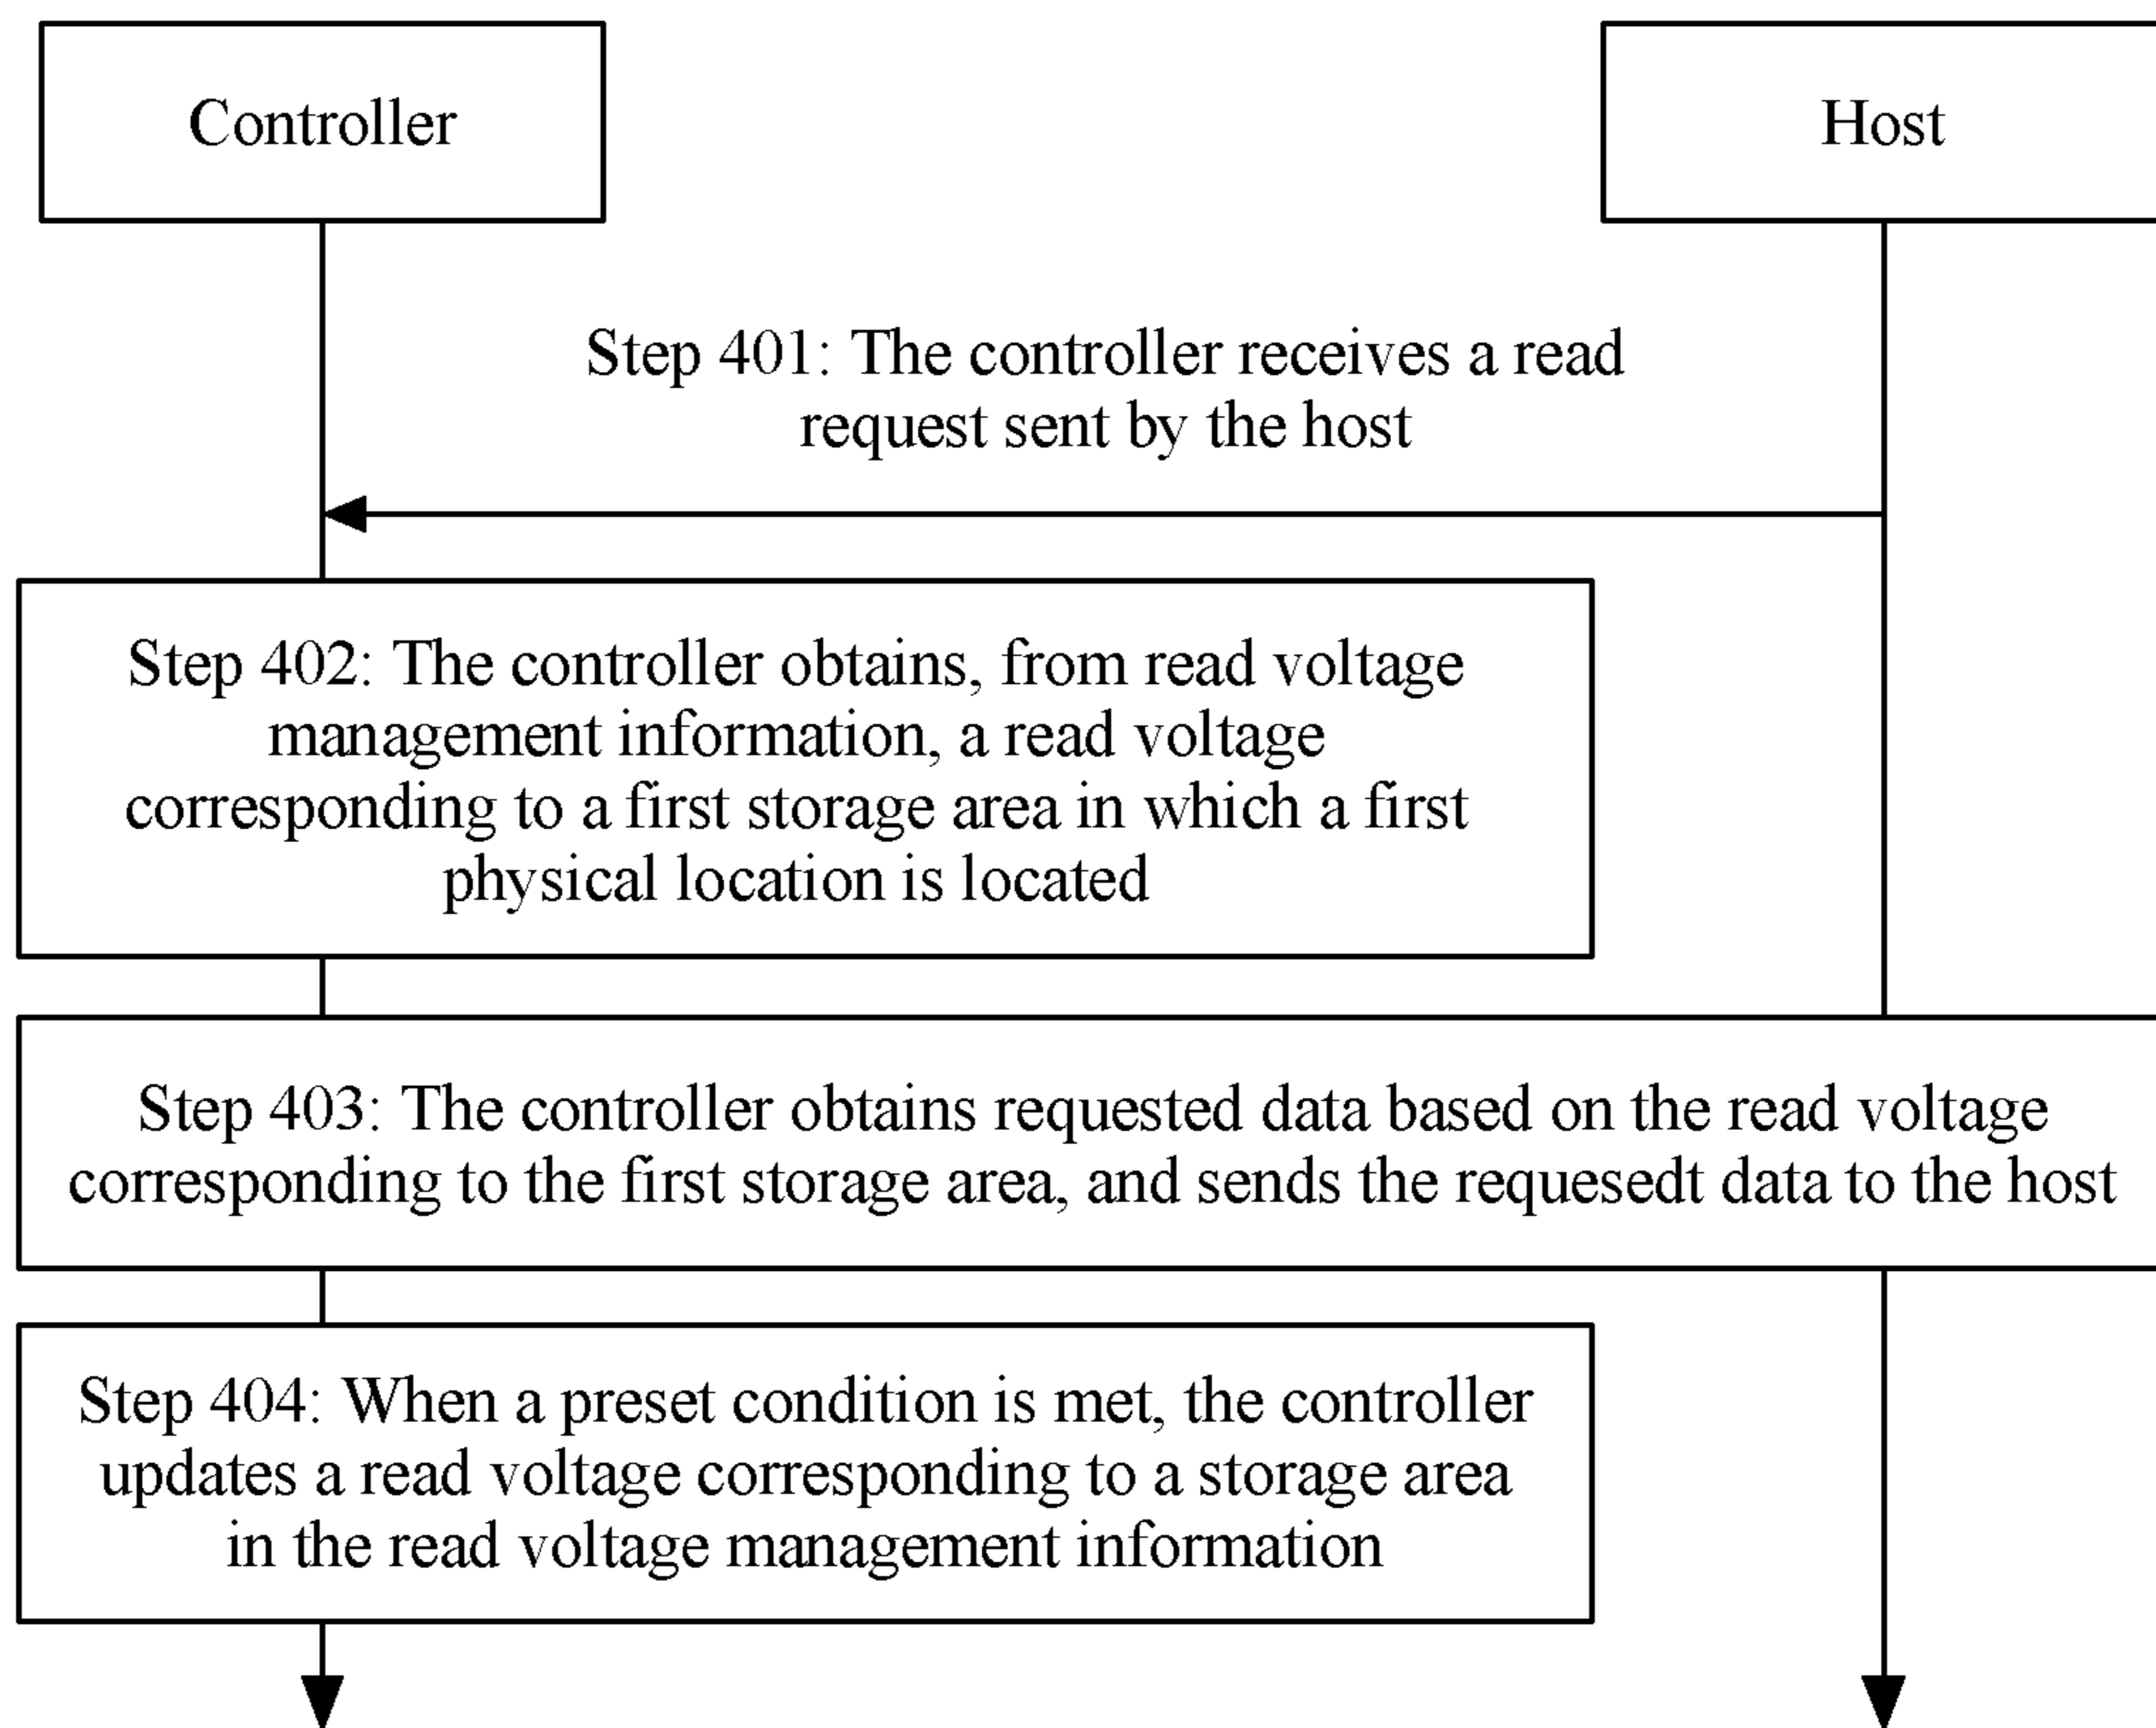 Controller
Host
Step 401: The controller receives a read
request sent by the host
Step 402: The controller obtains, from read voltage
management information, a read voltage
corresponding to a first storage area in which a first
physical location is located
Step 403: The controller obtains requested data based on the read voltage
corresponding to the first storage area, and sends the requesedt data to the host
Step 404: When a preset condition is met, the controller
updates a read voltage corresponding to a storage area
in the read voltage management information